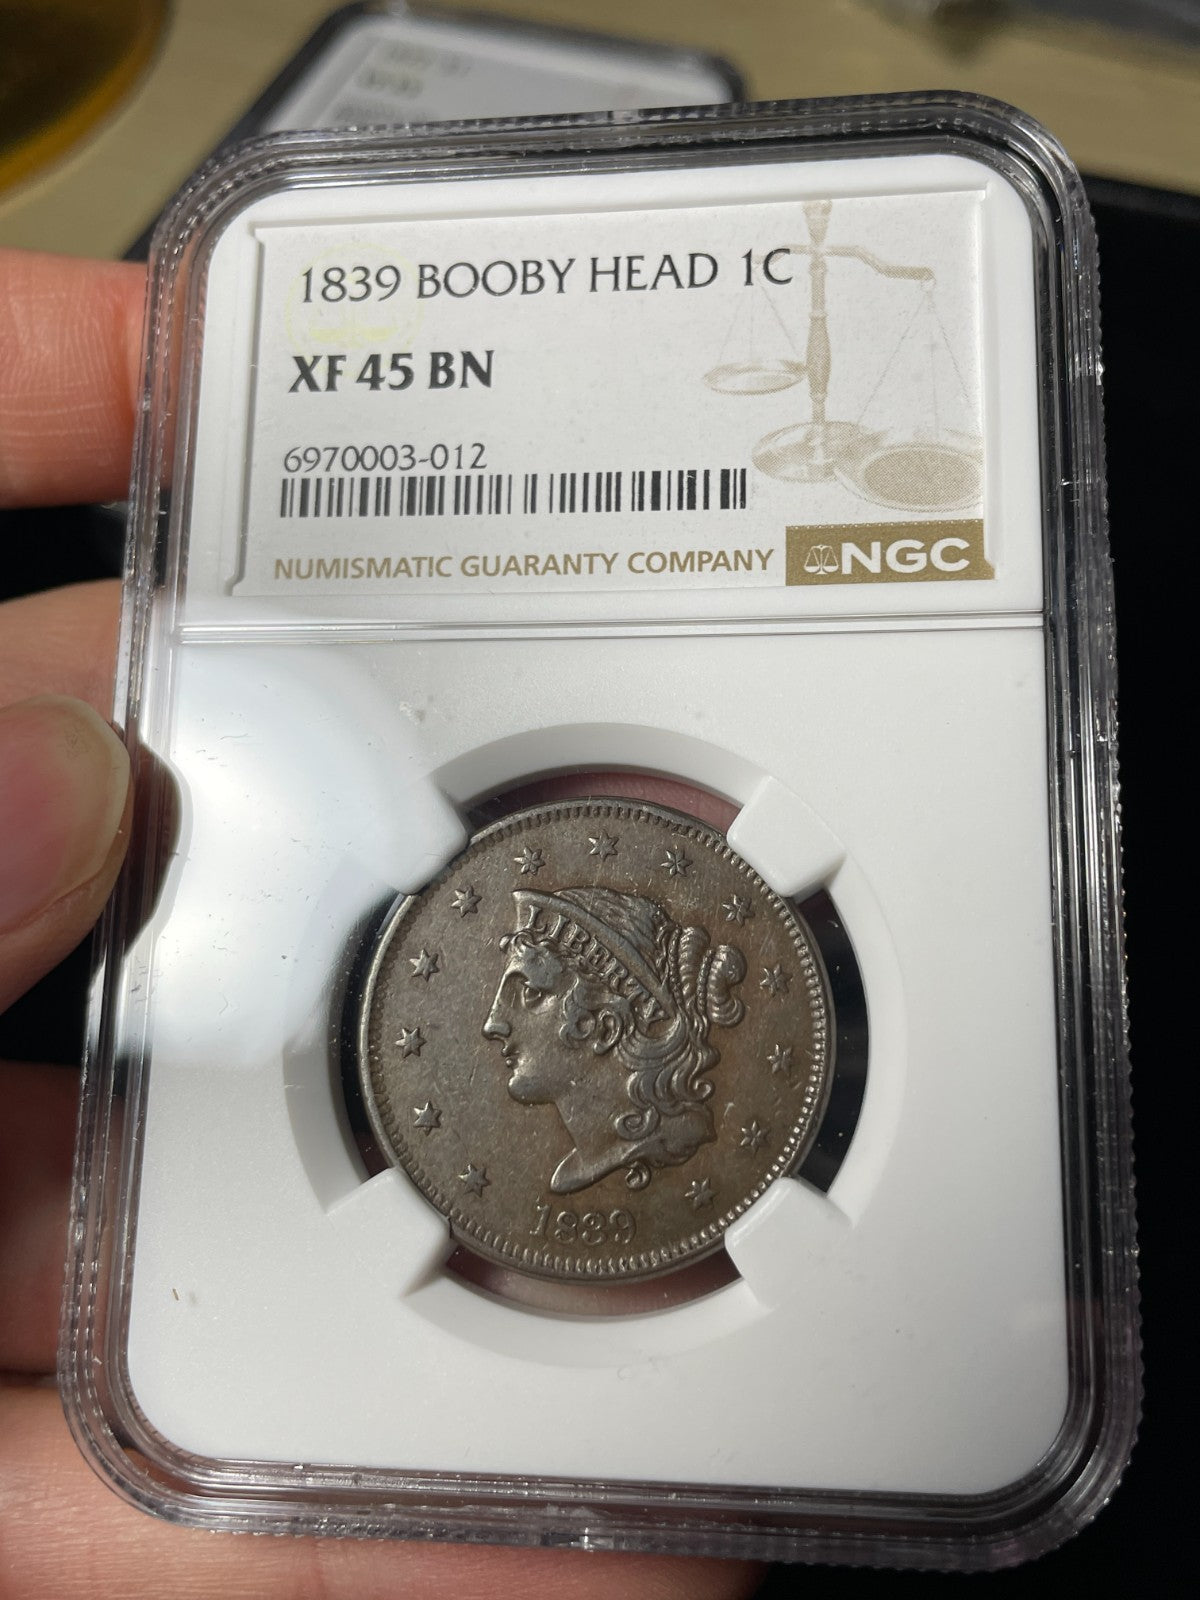 1839 BOOBY HEAD 1C
XF 45 BN
6970003-012
NUMISMATIC GUARANTY COMPANY
NGC
LIBERTY
1839